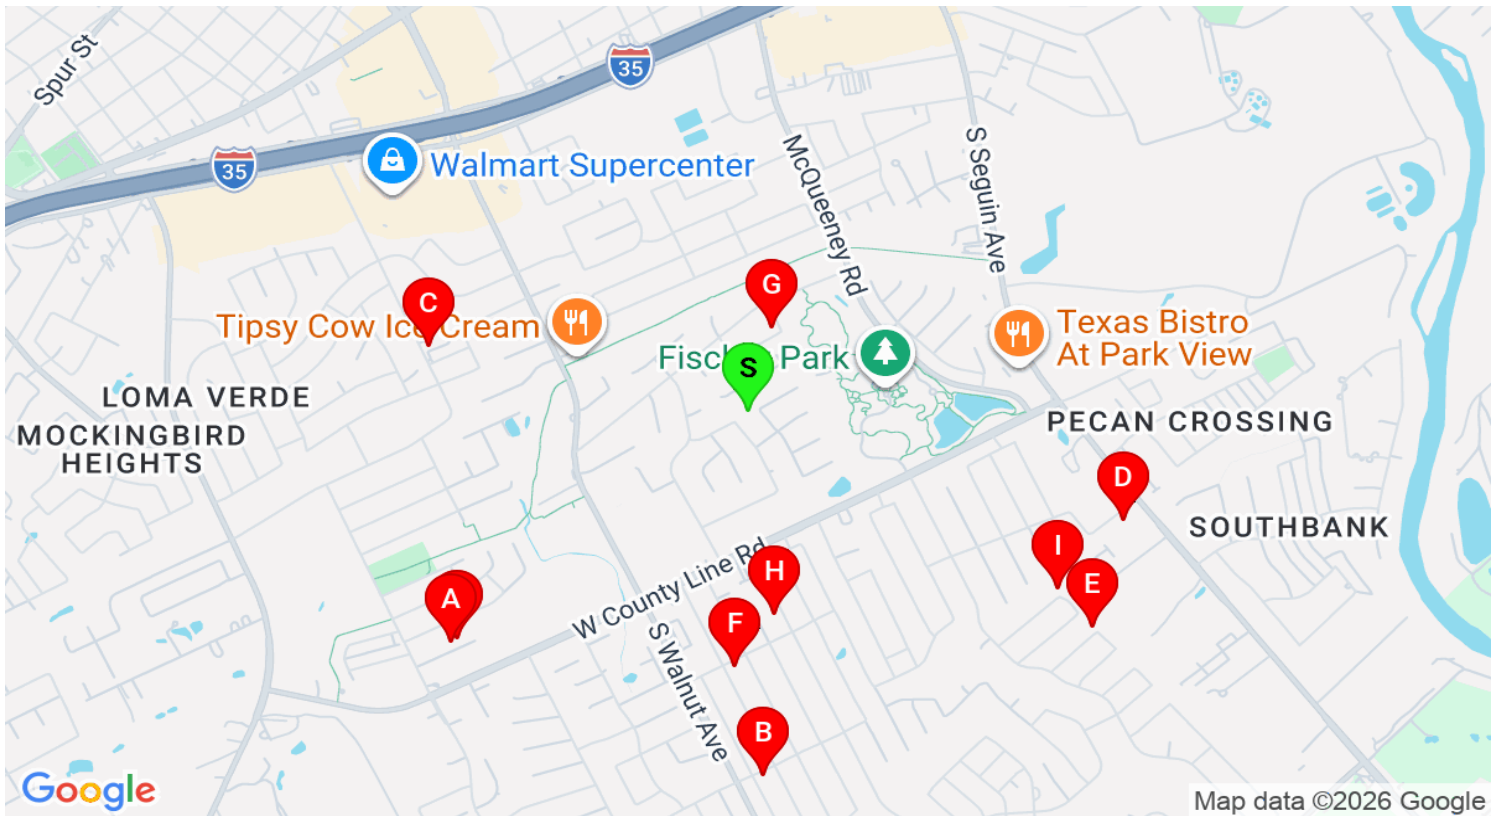 Spur St
35
35
Walmart Supercenter
McQueeney Rd
S Seguin Ave
G
C
Tipsy Cow Ice Cream
Texas Bistro
At Park View
Park
S
LOMA VERDE
MOCKINGBIRD
HEIGHTS
PECAN CROSSING
D
SOUTHBANK
I
W County Line Rd
H
E
A
F
S Walnut Ave
B
Google
Map data ©2026 Google